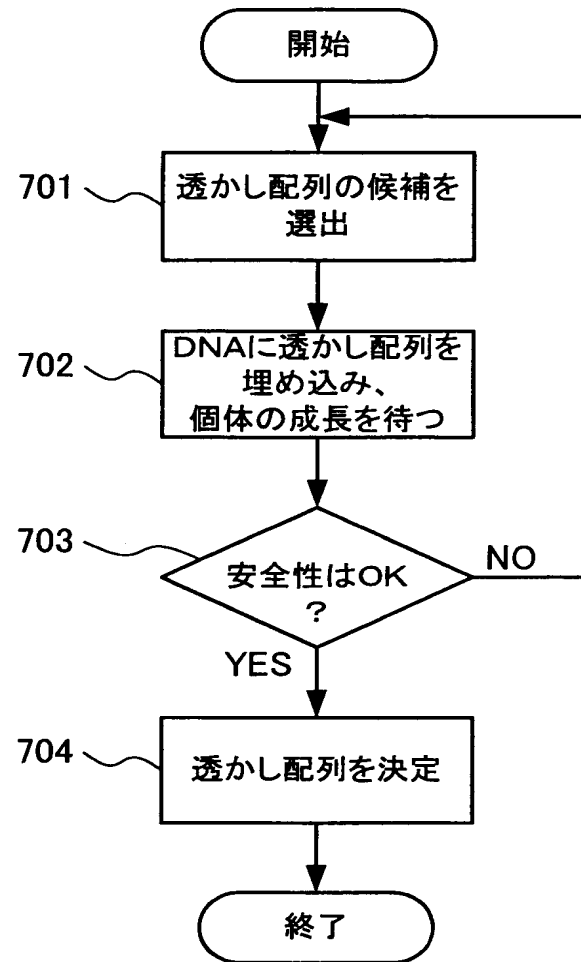 開始
701
透かし配列の候補を
選出
702
DNAに透かし配列を
埋め込み、
個体の成長を待つ
703
安全性はOK
?
NO
YES
704
透かし配列を決定
終了